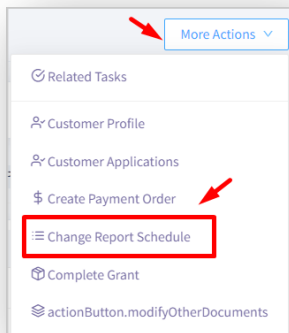 More Actions
Related Tasks
Customer Profile
Customer Applications
Create Payment Order
Change Report Schedule
Complete Grant
actionButton.modifyOtherDocuments